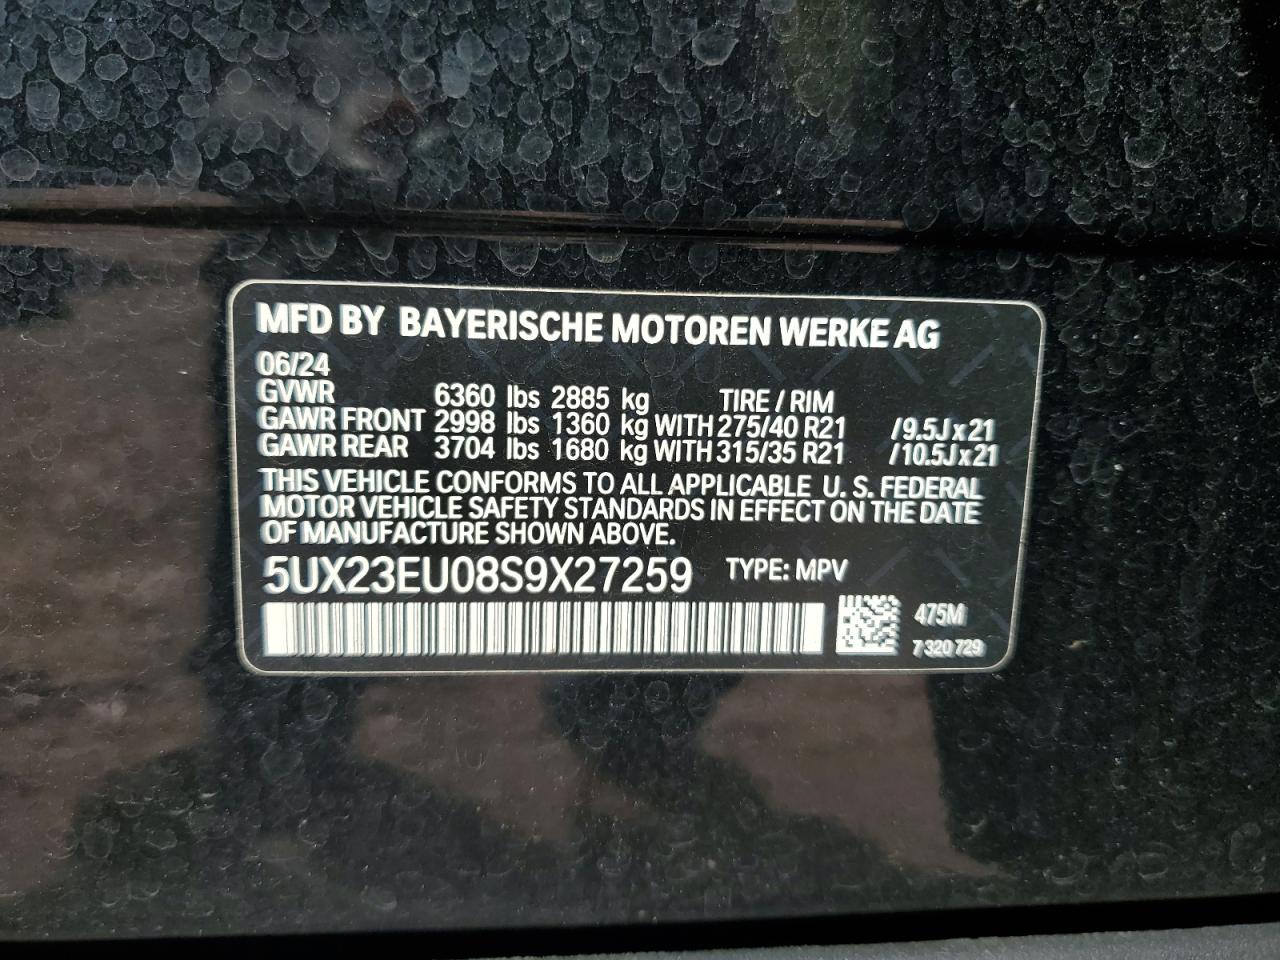 MFD BY BAYERISCHE MOTOREN WERKE AG
06/24
GVWR 6360 lbs 2885 kg TIRE / RIM
GAWR FRONT 2998 lbs 1360 kg WITH 275/40 R21 /9.5J x 21
GAWR REAR 3704 lbs 1680 kg WITH 315/35 R21 /10.5J x 21
THIS VEHICLE CONFORMS TO ALL APPLICABLE U. S. FEDERAL
MOTOR VEHICLE SAFETY STANDARDS IN EFFECT ON THE DATE
OF MANUFACTURE SHOWN ABOVE.
5UX23EU08S9X27259 TYPE: MPV
475M
7 320 729